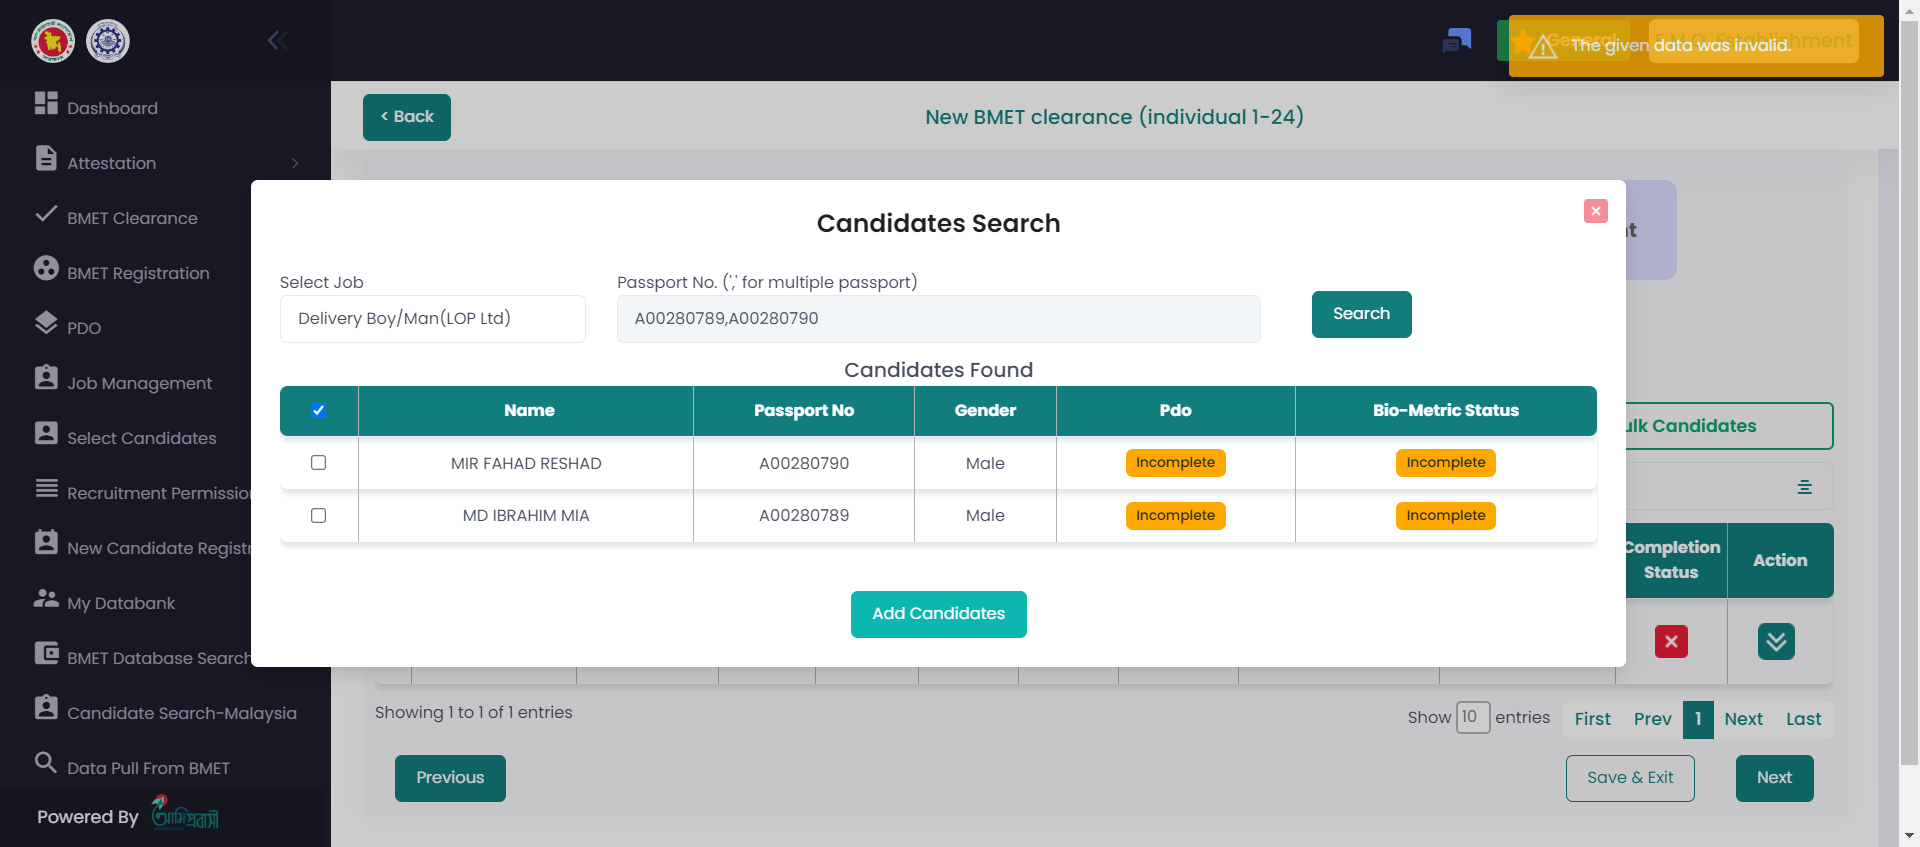 The given data was invalid.
General
E.M.O. Establishment
Dashboard
Attestation
BMET Clearance
BMET Registration
PDO
Job Management
Select Candidates
Recruitment Permission
New Candidate Regist
My Databank
BMET Database Search
Candidate Search-Malaysia
Data Pull From BMET
Powered By আমি প্রবাসী
< Back
New BMET clearance (individual 1-24)
Candidates Search
Select Job
Passport No. (',' for multiple passport)
Delivery Boy/Man(LOP Ltd)
A00280789,A00280790
Search
Candidates Found
Name Passport No Gender Pdo Bio-Metric Status
MIR FAHAD RESHAD A00280790 Male Incomplete Incomplete
MD IBRAHIM MIA A00280789 Male Incomplete Incomplete
Add Candidates
ulk Candidates
Completion Status
Action
Showing 1 to 1 of 1 entries
Show 10 entries
First Prev 1 Next Last
Previous
Save & Exit
Next